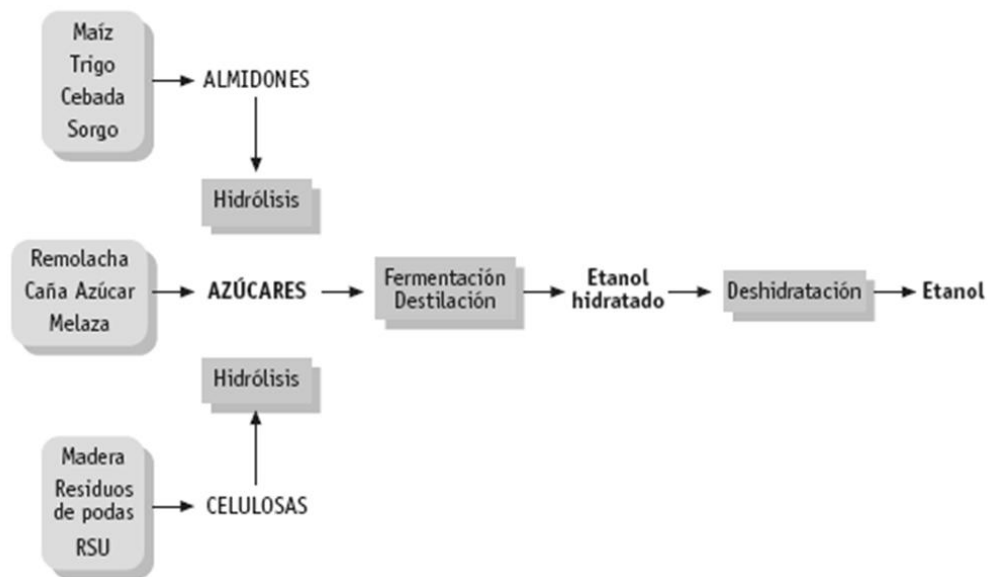 Maíz
Trigo
Cebada
Sorgo
ALMIDONES
Hidrólisis
Remolacha
Caña Azúcar
Melaza
AZÚCARES
Fermentación
Destilación
Etanol
hidratado
Deshidratación
Etanol
Hidrólisis
Madera
Residuos
de podas
RSU
CELULOSAS